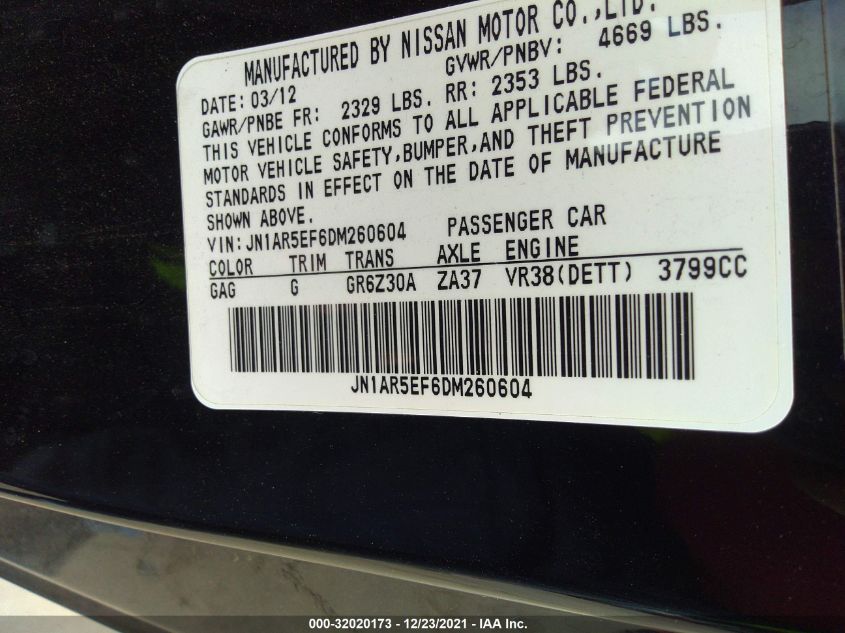 MANUFACTURED BY NISSAN MOTOR CO.,LTD.
GVWR/PNBV: 4669 LBS.
DATE: 03/12
GAWR/PNBE FR: 2329 LBS. RR: 2353 LBS.
THIS VEHICLE CONFORMS TO ALL APPLICABLE FEDERAL
MOTOR VEHICLE SAFETY,BUMPER,AND THEFT PREVENTION
STANDARDS IN EFFECT ON THE DATE OF MANUFACTURE
SHOWN ABOVE.
VIN:JN1AR5EF6DM260604 PASSENGER CAR
COLOR TRIM TRANS AXLE ENGINE
GAG G GR6Z30A ZA37 VR38(DETT) 3799CC
JN1AR5EF6DM260604
000-32020173 - 12/23/2021 - IAA Inc.